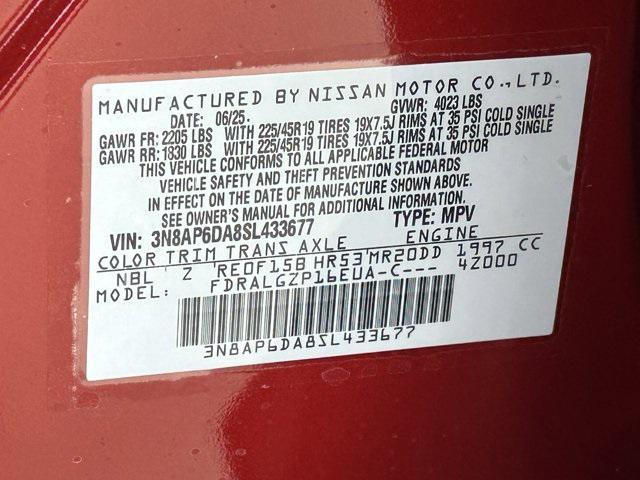 MANUFACTURED BY NISSAN MOTOR CO.,LTD.
DATE: 06/25. GVWR: 4023 LBS
GAWR FR: 2205 LBS WITH 225/45R19 TIRES 19X7.5J RIMS AT 35 PSI COLD SINGLE
GAWR RR: 1830 LBS WITH 225/45R19 TIRES 19X7.5J RIMS AT 35 PSI COLD SINGLE
THIS VEHICLE CONFORMS TO ALL APPLICABLE FEDERAL MOTOR
VEHICLE SAFETY AND THEFT PREVENTION STANDARDS
IN EFFECT ON THE DATE OF MANUFACTURE SHOWN ABOVE.
SEE OWNER'S MANUAL FOR ADDITIONAL INFORMATION.
VIN: 3N8AP6DA8SL433677 TYPE: MPV
COLOR TRIM TRANS AXLE ENGINE
NBL Z RE0F15B HR53 MR20DD 1997 CC
MODEL: FDRALGZP16EUA-C--- 4Z000
3N8AP6DA8SL433677